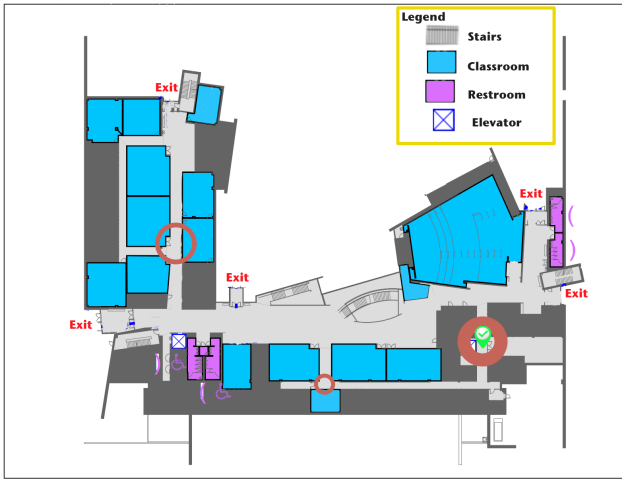 Legend
Stairs
Classroom
Restroom
Elevator
Exit
Exit
Exit
Exit
Exit